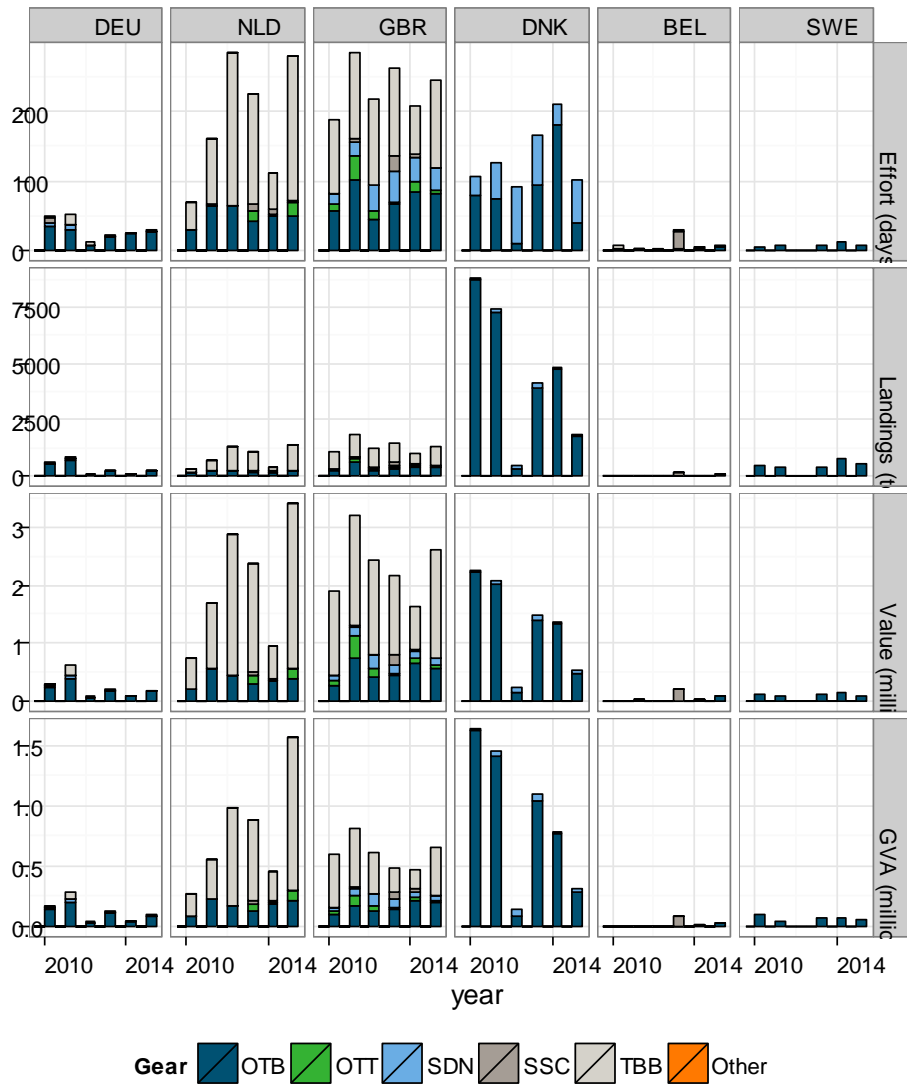 DEU NLD GBR DNK BEL SWE
200
100
0
Effort (days
7500
5000
2500
0
Landings (t
3
2
1
0
Value (milli
1.5
1.0
0.5
0.0
GVA (millio
2010 2014 2010 2014 2010 2014 2010 2014 2010 2014 2010 2014
year
Gear OTB OTT SDN SSC TBB Other